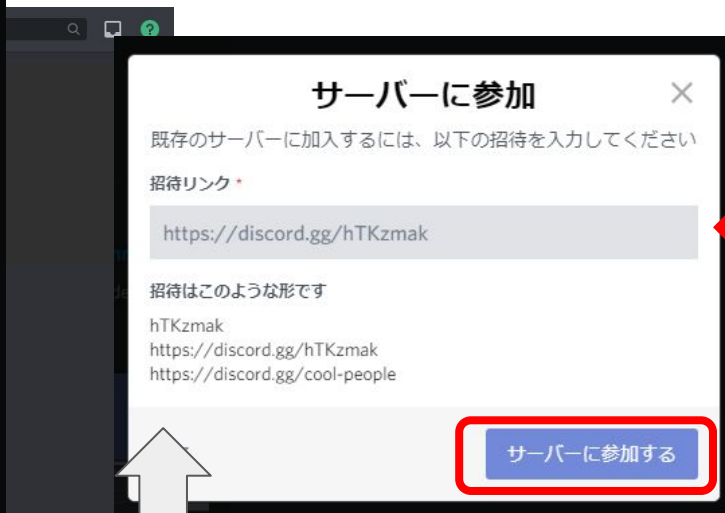 サーバーに参加
既存のサーバーに加入するには、以下の招待を入力してください
招待リンク *
https://discord.gg/hTKzmak
招待はこのような形です
hTKzmak
https://discord.gg/hTKzmak
https://discord.gg/cool-people
サーバーに参加する